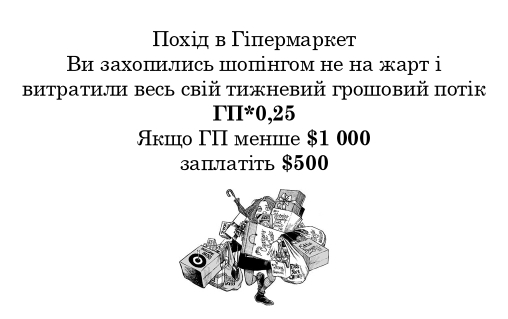 Похід в Гіпермаркет
Ви захопились шопінгом не на жарт і
витратили весь свій тижневий грошовий потік
ГП*0,25
Якщо ГП менше $1 000
заплатіть $500